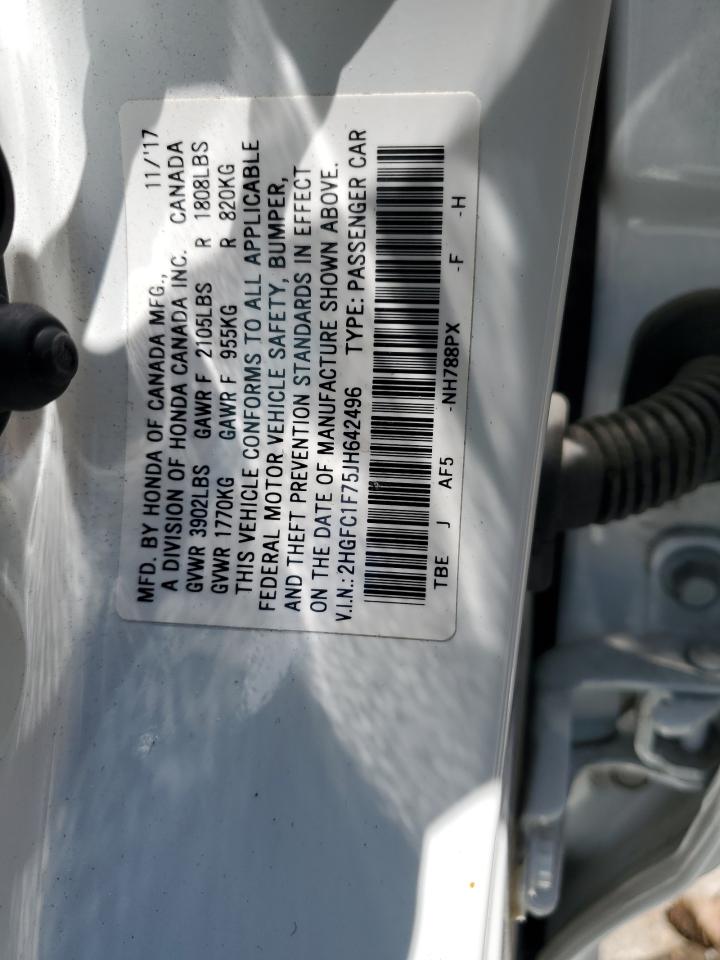 MFD. BY HONDA OF CANADA MFG., 11/'17
A DIVISION OF HONDA CANADA INC. CANADA
GVWR 3902LBS GAWR F 2105LBS R 1808LBS
GVWR 1770KG GAWR F 955KG R 820KG
THIS VEHICLE CONFORMS TO ALL APPLICABLE
FEDERAL MOTOR VEHICLE SAFETY, BUMPER,
AND THEFT PREVENTION STANDARDS IN EFFECT
ON THE DATE OF MANUFACTURE SHOWN ABOVE.
V.I.N.: 2HGFC1F75JH642496 TYPE: PASSENGER CAR
TBE J AF5 -NH788PX -F -H